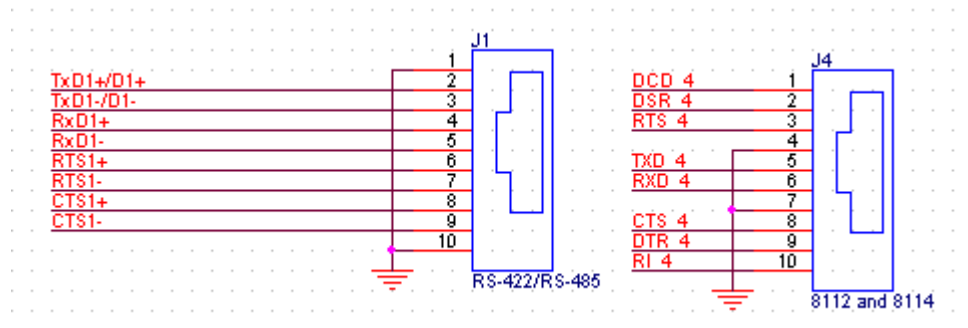 J1
1
TxD1+/D1+ 2
TxD1-/D1- 3
RxD1+ 4
RxD1- 5
RTS1+ 6
RTS1- 7
CTS1+ 8
CTS1- 9
10
RS-422/RS-485
J4
DCD 4 1
DSR 4 2
RTS 4 3
4
TXD 4 5
RXD 4 6
7
CTS 4 8
DTR 4 9
RI 4 10
8112 and 8114